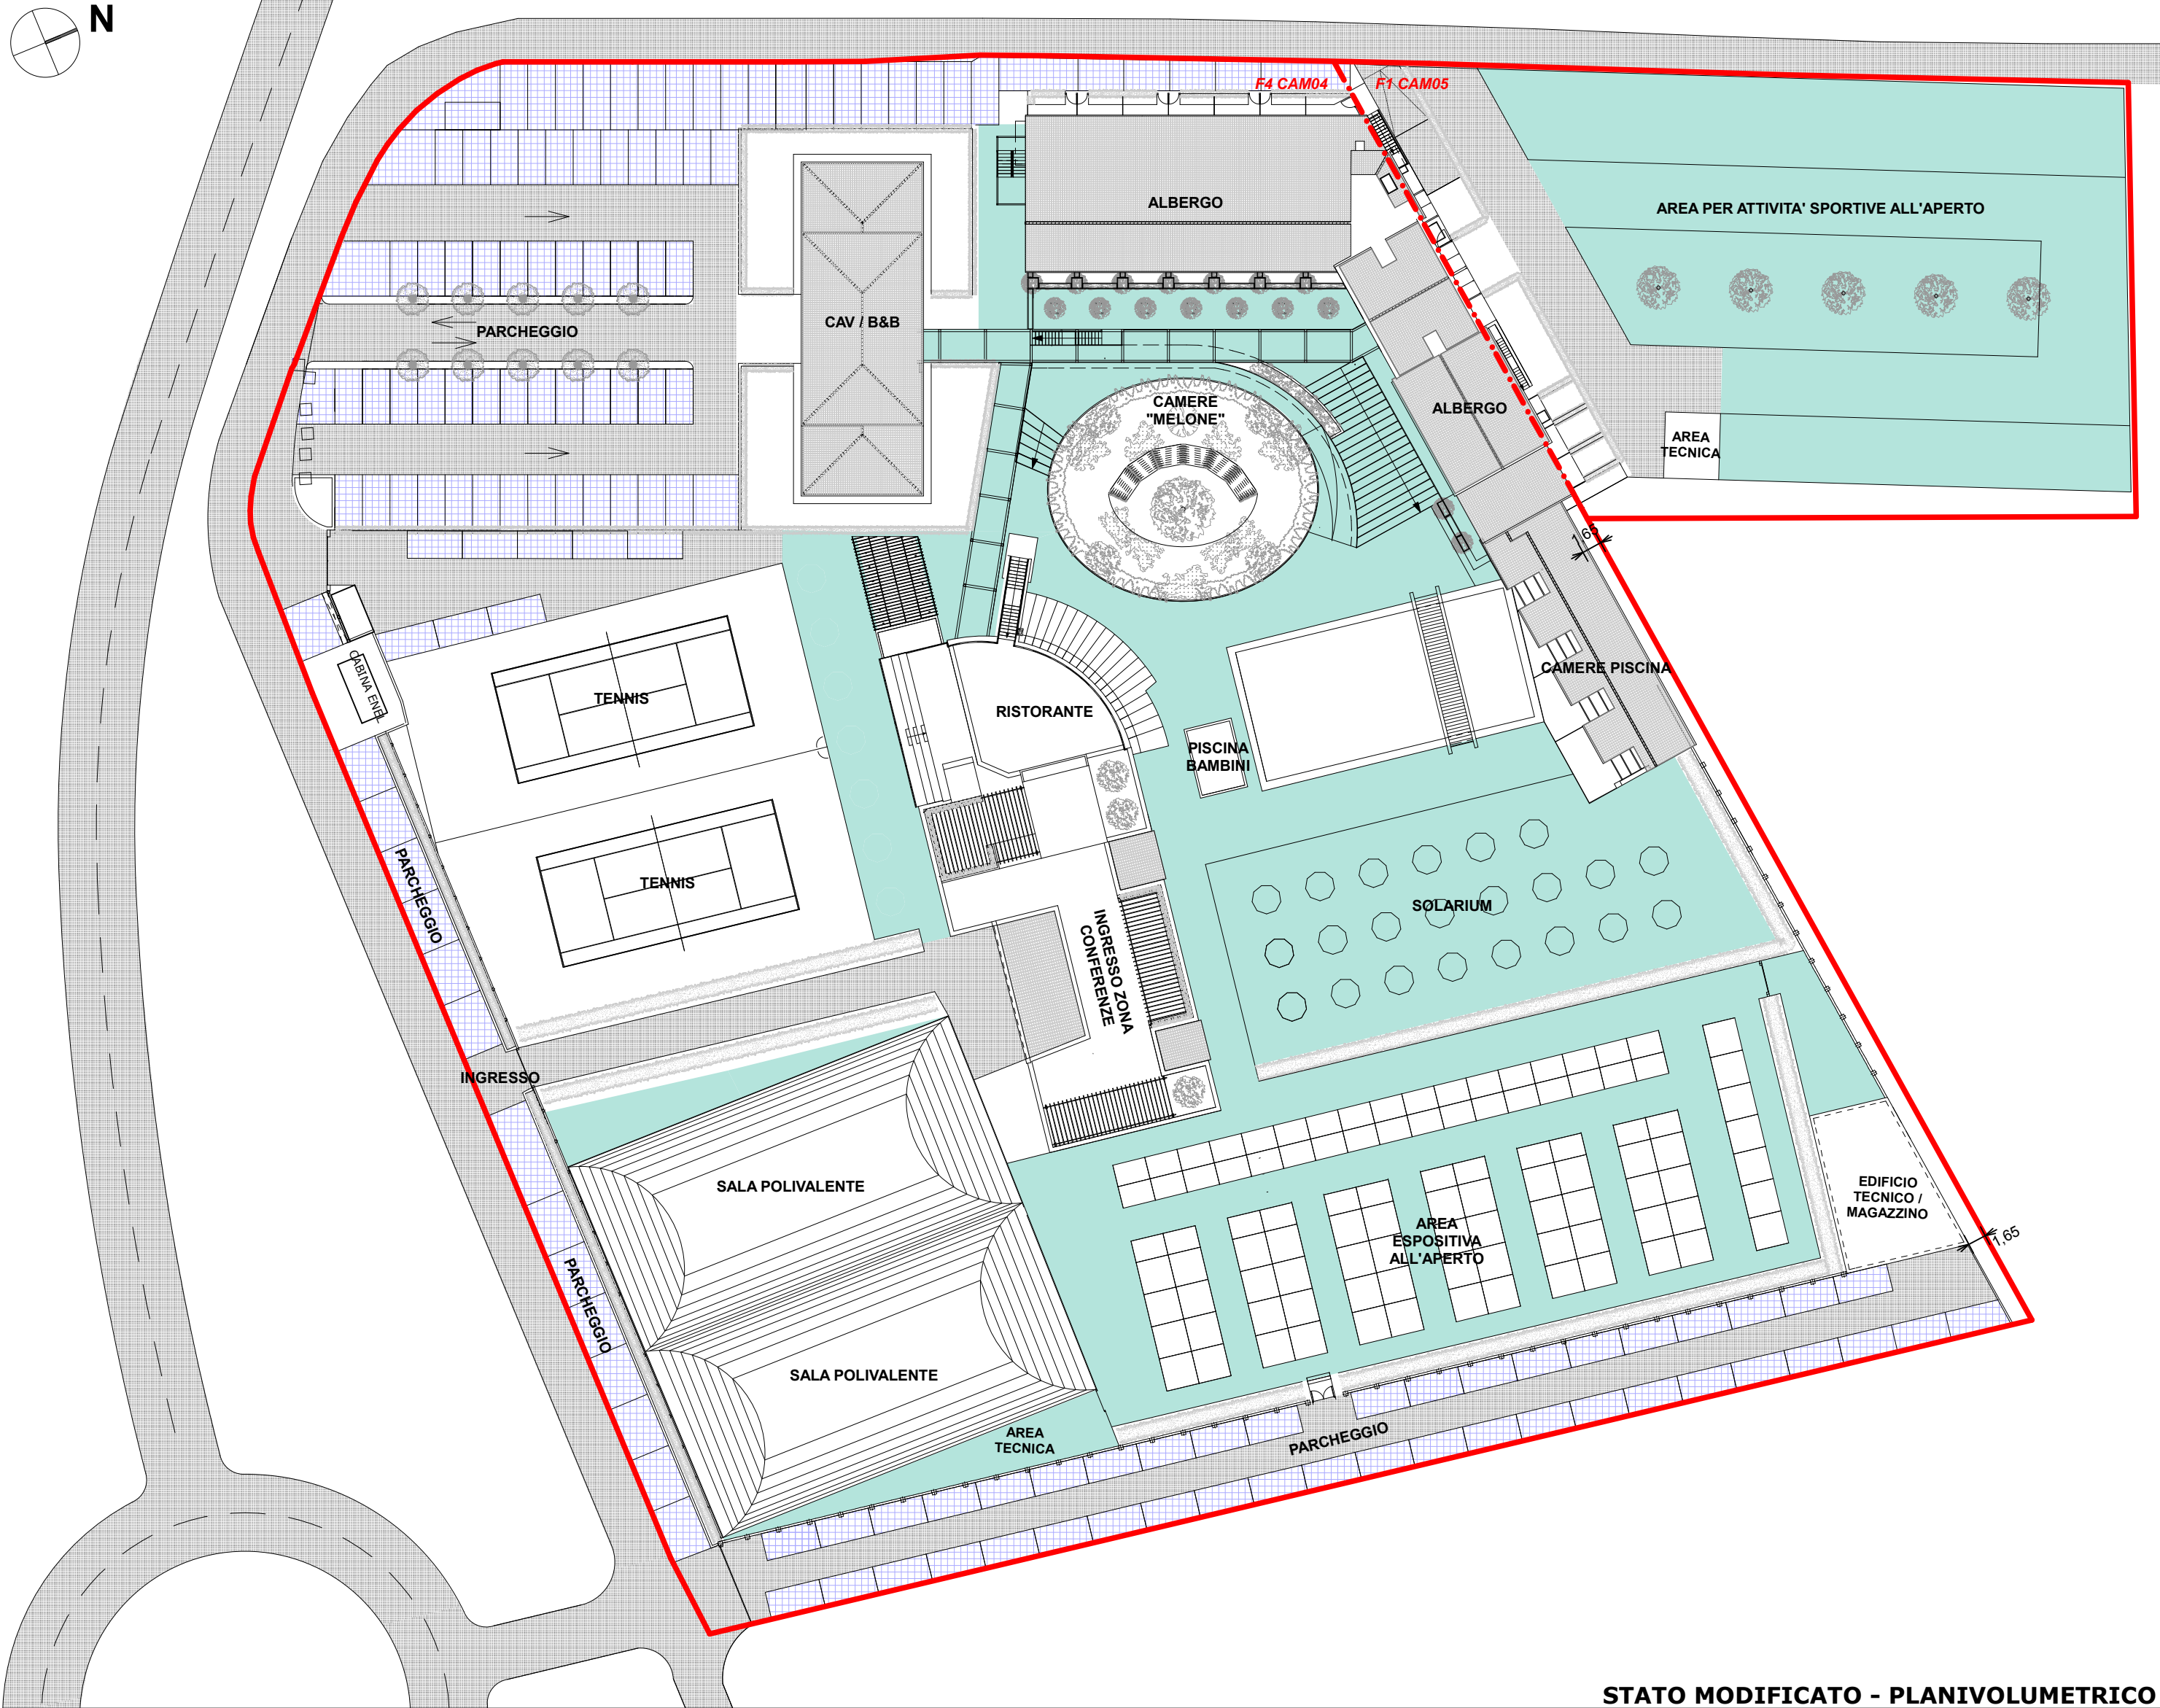 N
F4 CAM04
F1 CAM05
ALBERGO
AREA PER ATTIVITA' SPORTIVE ALL'APERTO
CAV / B&B
PARCHEGGIO
CAMERE
"MELONE"
ALBERGO
AREA
TECNICA
1,65
CABINA ENEL
TENNIS
CAMERE PISCINA
RISTORANTE
PISCINA
BAMBINI
PARCHEGGIO
TENNIS
SOLARIUM
INGRESSO ZONA
CONFERENZE
INGRESSO
SALA POLIVALENTE
EDIFICIO
TECNICO /
MAGAZZINO
AREA
ESPOSITIVA
ALL'APERTO
1,65
PARCHEGGIO
SALA POLIVALENTE
AREA
TECNICA
PARCHEGGIO
STATO MODIFICATO - PLANIVOLUMETRICO